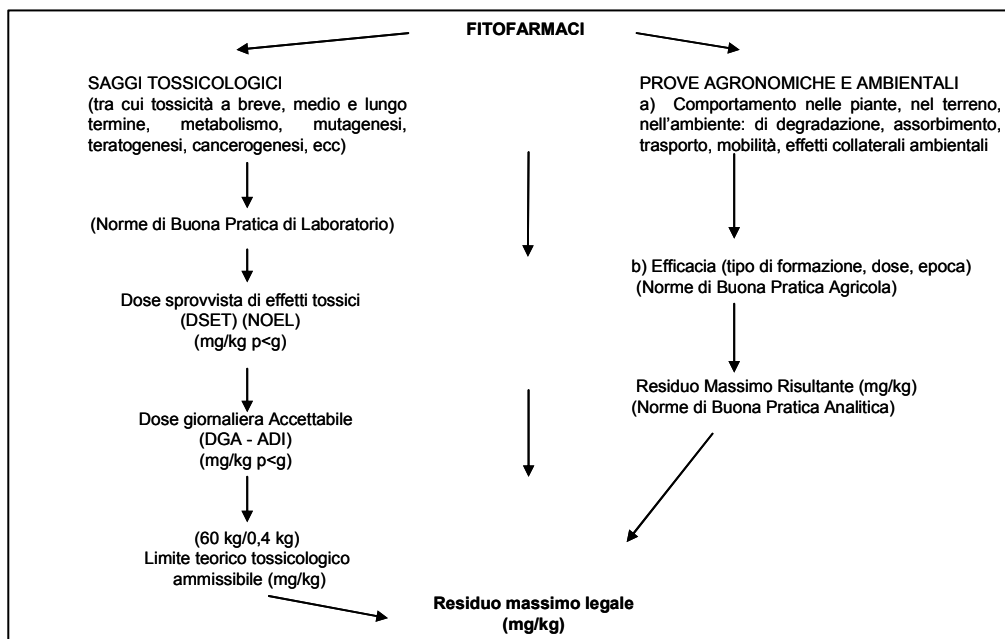 FITOFARMACI
SAGGI TOSSICOLOGICI
(tra cui tossicità a breve, medio e lungo
termine, metabolismo, mutagenesi,
teratogenesi, cancerogenesi, ecc)
(Norme di Buona Pratica di Laboratorio)
Dose sprovvista di effetti tossici
(DSET) (NOEL)
(mg/kg p<g)
Dose giornaliera Accettabile
(DGA - ADI)
(mg/kg p<g)
(60 kg/0,4 kg)
Limite teorico tossicologico
ammissibile (mg/kg)
PROVE AGRONOMICHE E AMBIENTALI
a) Comportamento nelle piante, nel terreno,
nell'ambiente: di degradazione, assorbimento,
trasporto, mobilità, effetti collaterali ambientali
b) Efficacia (tipo di formazione, dose, epoca)
(Norme di Buona Pratica Agricola)
Residuo Massimo Risultante (mg/kg)
(Norme di Buona Pratica Analitica)
Residuo massimo legale
(mg/kg)